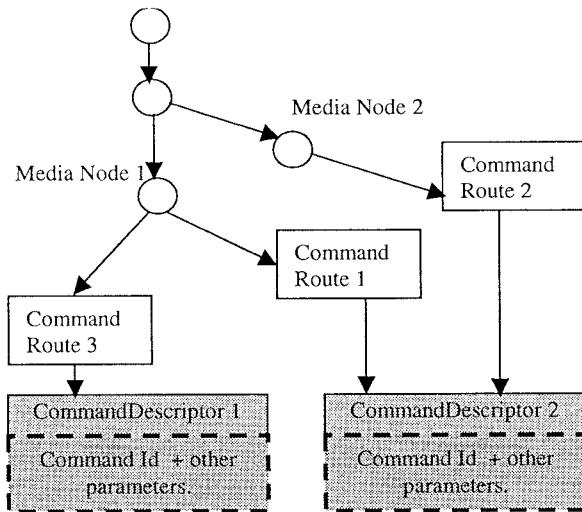 Media Node 2
Media Node 1
Command
Route 2
Command
Route 1
Command
Route 3
CommandDescriptor 1
Command Id + other
parameters.
CommandDescriptor 2
Command Id + other
parameters.